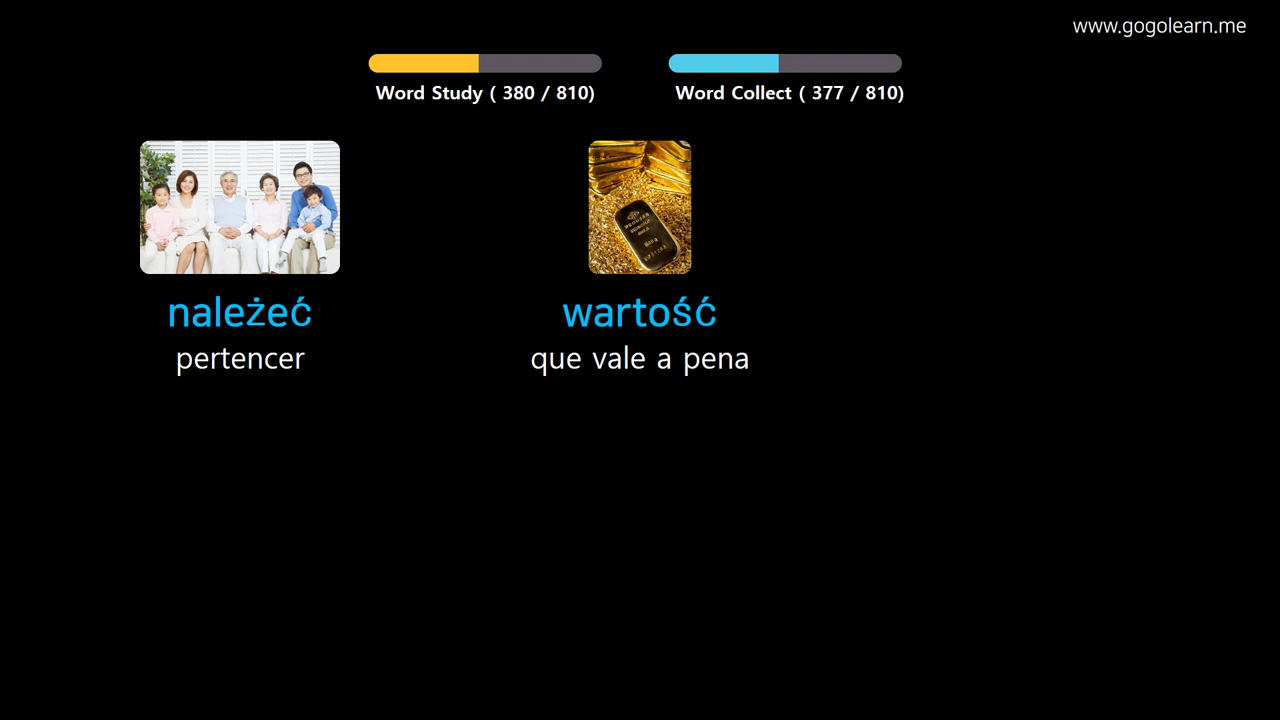 www.gogolearn.me
Word Study ( 380 / 810)
Word Collect ( 377 / 810)
należeć
wartość
pertencer
que vale a pena